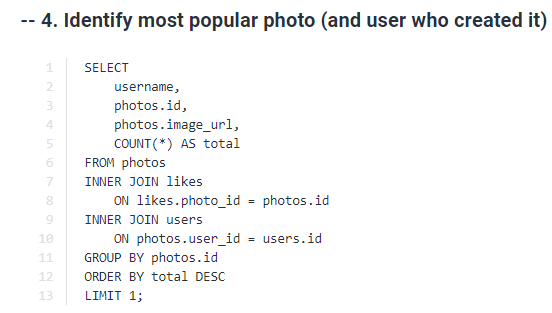 -- 4. Identify most popular photo (and user who created it)
1 SELECT
2     username,
3     photos.id,
4     photos.image_url,
5     COUNT(*) AS total
6 FROM photos
7 INNER JOIN likes
8     ON likes.photo_id = photos.id
9 INNER JOIN users
10     ON photos.user_id = users.id
11 GROUP BY photos.id
12 ORDER BY total DESC
13 LIMIT 1;